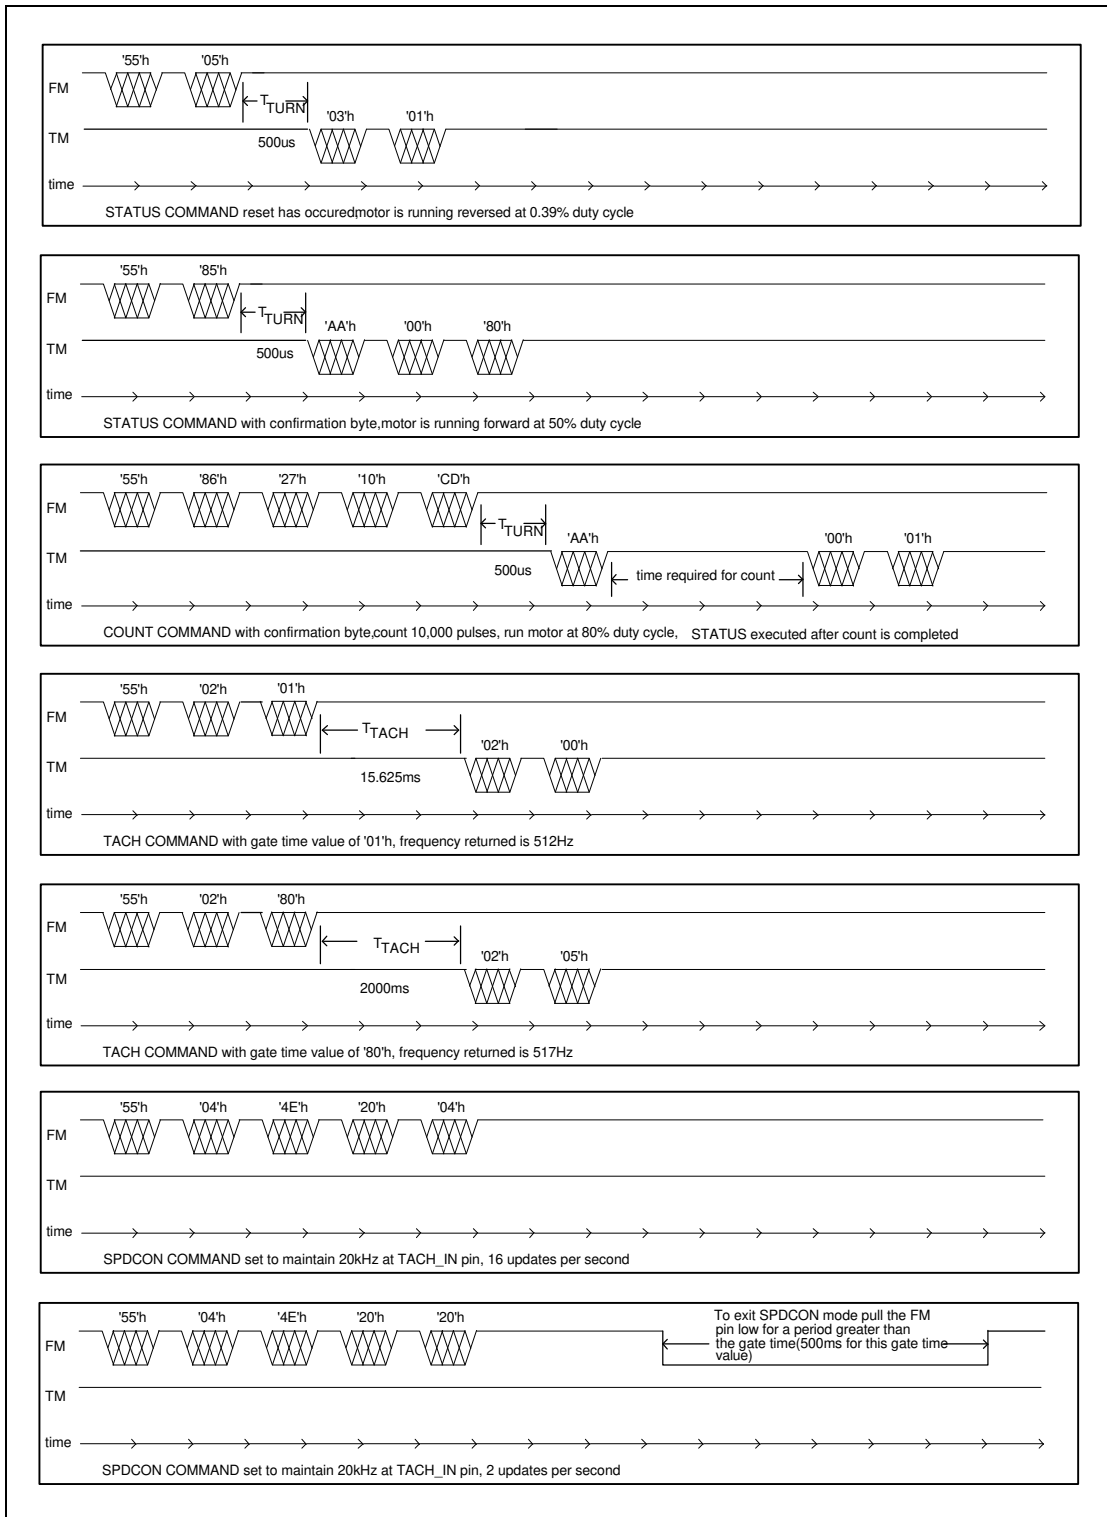 '55'h '05'h
FM
T TURN
'03'h '01'h
TM
500us
time
STATUS COMMAND reset has occuredmotor is running reversed at 0.39% duty cycle
'55'h '85'h
FM
T TURN
'AA'h '00'h '80'h
TM
500us
time
STATUS COMMAND with confirmation byte,motor is running forward at 50% duty cycle
'55'h '86'h '27'h '10'h 'CD'h
FM
T TURN
'AA'h '00'h '01'h
TM
500us
time required for count
time
COUNT COMMAND with confirmation byte,count 10,000 pulses, run motor at 80% duty cycle, STATUS executed after count is completed
'55'h '02'h '01'h
FM
T TACH
'02'h '00'h
TM
15.625ms
time
TACH COMMAND with gate time value of '01'h, frequency returned is 512Hz
'55'h '02'h '80'h
FM
T TACH
'02'h '05'h
TM
2000ms
time
TACH COMMAND with gate time value of '80'h, frequency returned is 517Hz
'55'h '04'h '4E'h '20'h '04'h
FM
TM
time
SPDCON COMMAND set to maintain 20kHz at TACH_IN pin, 16 updates per second
'55'h '04'h '4E'h '20'h '20'h
To exit SPDCON mode pull the FM
pin low for a period greater than
the gate time(500ms for this gate time
value)
FM
TM
time
SPDCON COMMAND set to maintain 20kHz at TACH_IN pin, 2 updates per second